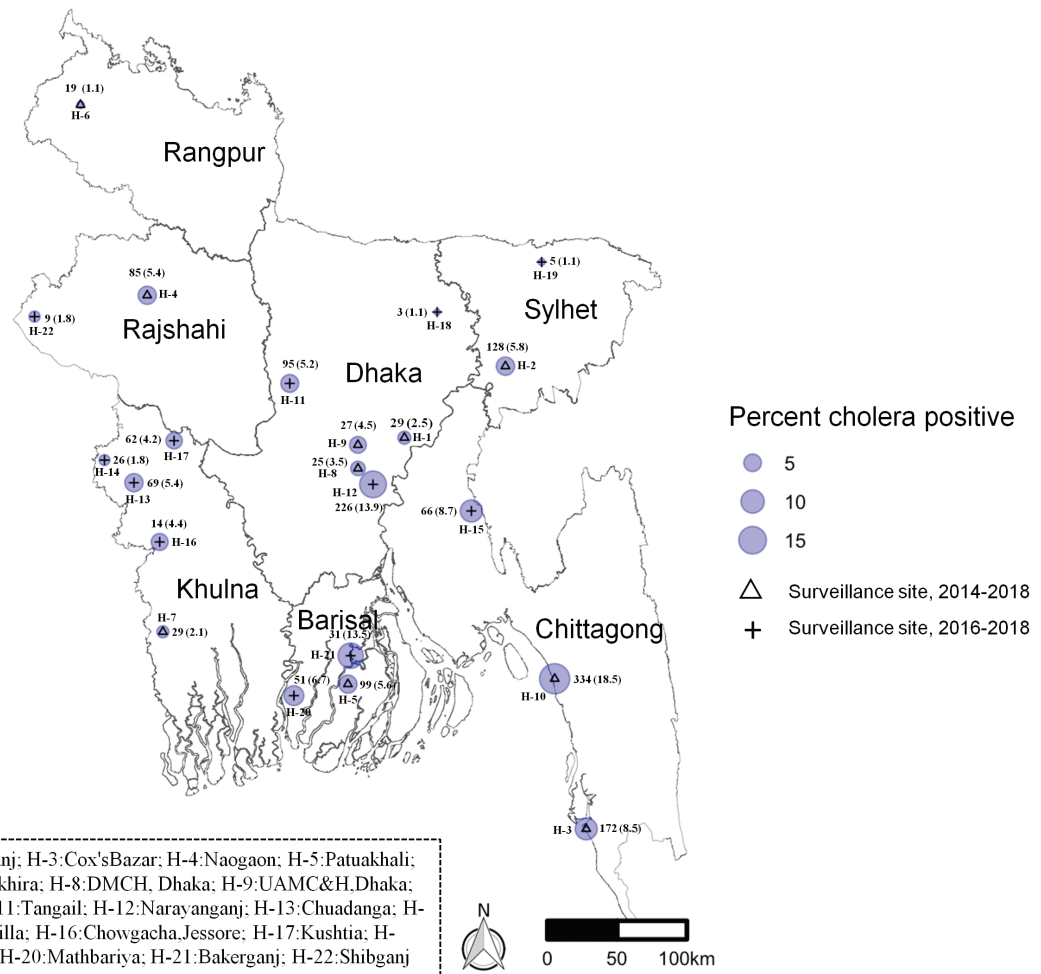 19 (1.1)
H-6
Rangpur
85 (5.4)
H-4
9 (1.8)
H-22
Rajshahi
5 (1.1)
H-19
Sylhet
3 (1.1)
H-18
128 (5.8)
H-2
95 (5.2)
H-11
Dhaka
29 (2.5)
H-1
27 (4.5)
H-9
25 (3.5)
H-8
H-12
226 (13.9)
62 (4.2)
H-17
26 (1.8)
H-14
69 (5.4)
H-13
66 (8.7)
H-15
14 (4.4)
H-16
Khulna
H-7
29 (2.1)
Barisal
31 (13.5)
H-21
51 (6.7)
H-20
99 (5.6)
H-5
Chittagong
334 (18.5)
H-10
H-3
172 (8.5)
Percent cholera positive
5
10
15
Surveillance site, 2014-2018
Surveillance site, 2016-2018
nj; H-3:Cox'sBazar; H-4:Naogaon; H-5:Patuakhali;
khira; H-8:DMCH, Dhaka; H-9:UAMC&H,Dhaka;
11:Tangail; H-12:Narayanganj; H-13:Chuadanga; H-
illa; H-16:Chowgacha,Jessore; H-17:Kushtia; H-
H-20:Mathbariya; H-21:Bakerganj; H-22:Shibganj
N
0 50 100km